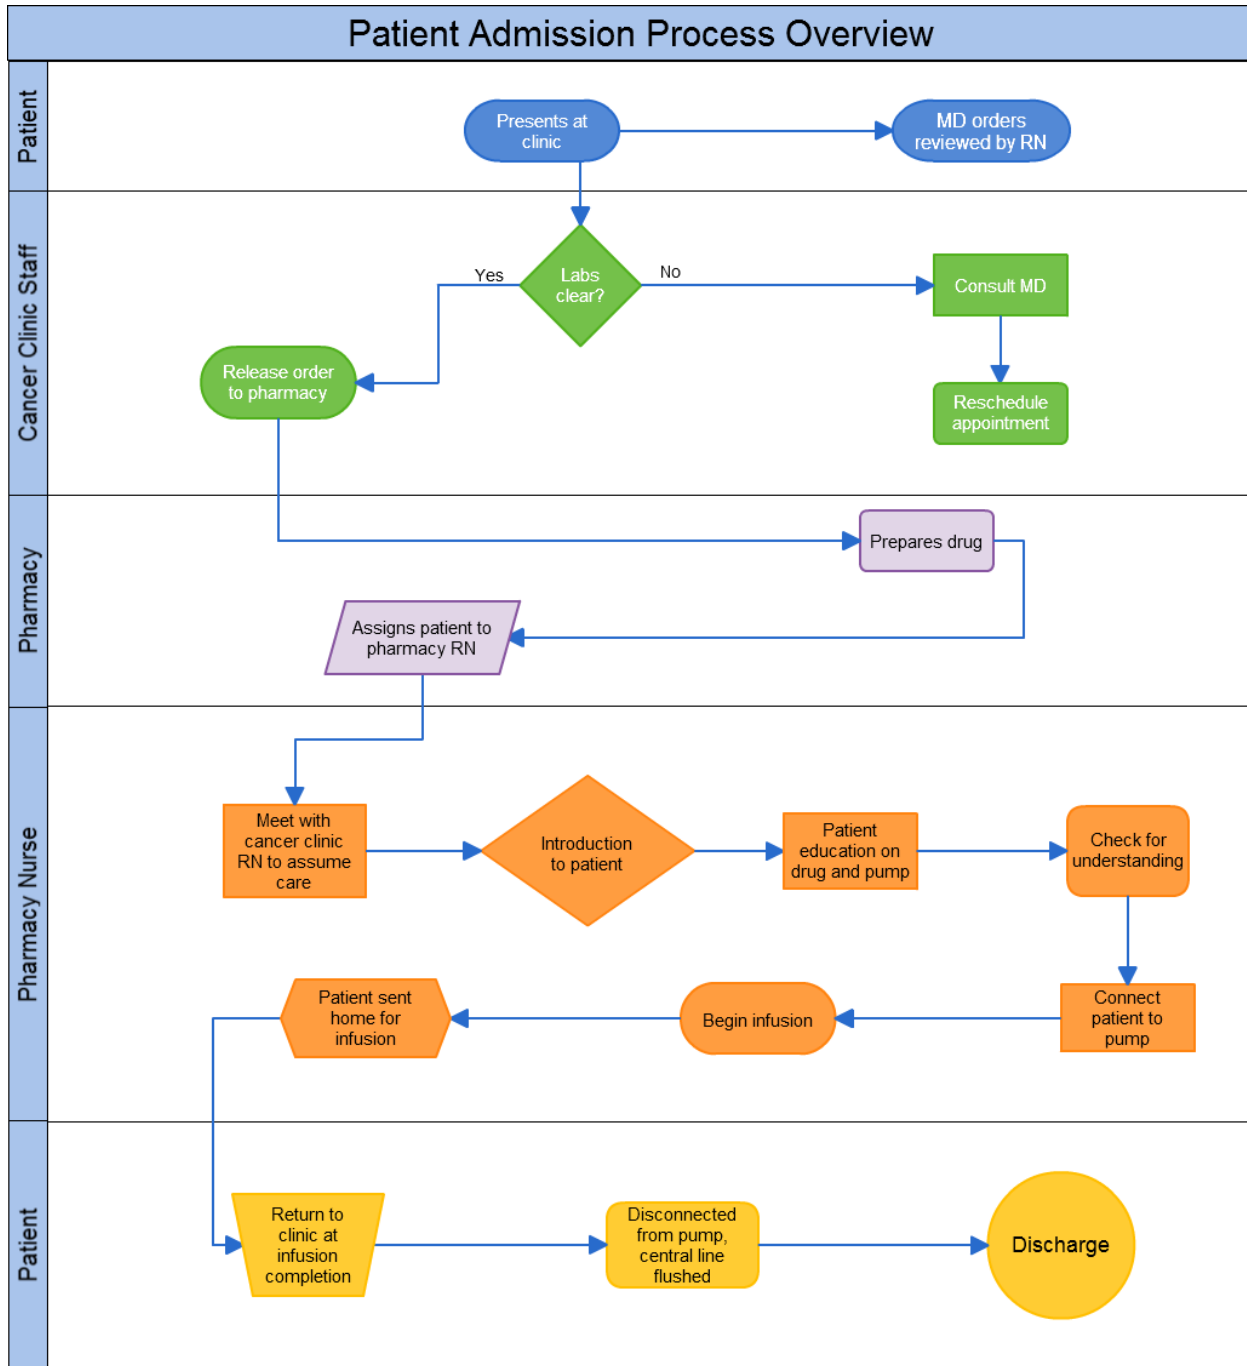 Patient Admission Process Overview
Patient
Presents at
clinic
MD orders
reviewed by RN
Cancer Clinic Staff
Labs
clear?
Yes
No
Consult MD
Release order
to pharmacy
Reschedule
appointment
Pharmacy
Prepares drug
Assigns patient to
pharmacy RN
Pharmacy Nurse
Meet with
cancer clinic
RN to assume
care
Introduction
to patient
Patient
education on
drug and pump
Check for
understanding
Connect
patient to
pump
Begin infusion
Patient sent
home for
infusion
Patient
Return to
clinic at
infusion
completion
Disconnected
from pump,
central line
flushed
Discharge